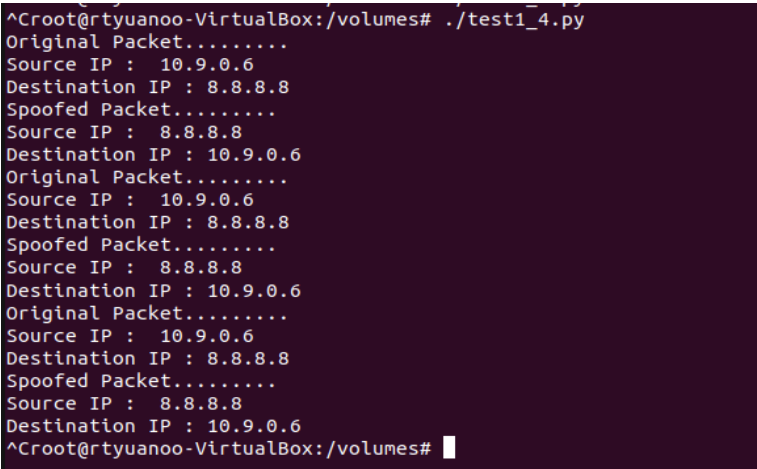 ^Croot@rtyuanoo-VirtualBox:/volumes# ./test1_4.py
Original Packet.........
Source IP :  10.9.0.6
Destination IP : 8.8.8.8
Spoofed Packet.........
Source IP :  8.8.8.8
Destination IP : 10.9.0.6
Original Packet.........
Source IP :  10.9.0.6
Destination IP : 8.8.8.8
Spoofed Packet.........
Source IP :  8.8.8.8
Destination IP : 10.9.0.6
Original Packet.........
Source IP :  10.9.0.6
Destination IP : 8.8.8.8
Spoofed Packet.........
Source IP :  8.8.8.8
Destination IP : 10.9.0.6
^Croot@rtyuanoo-VirtualBox:/volumes#